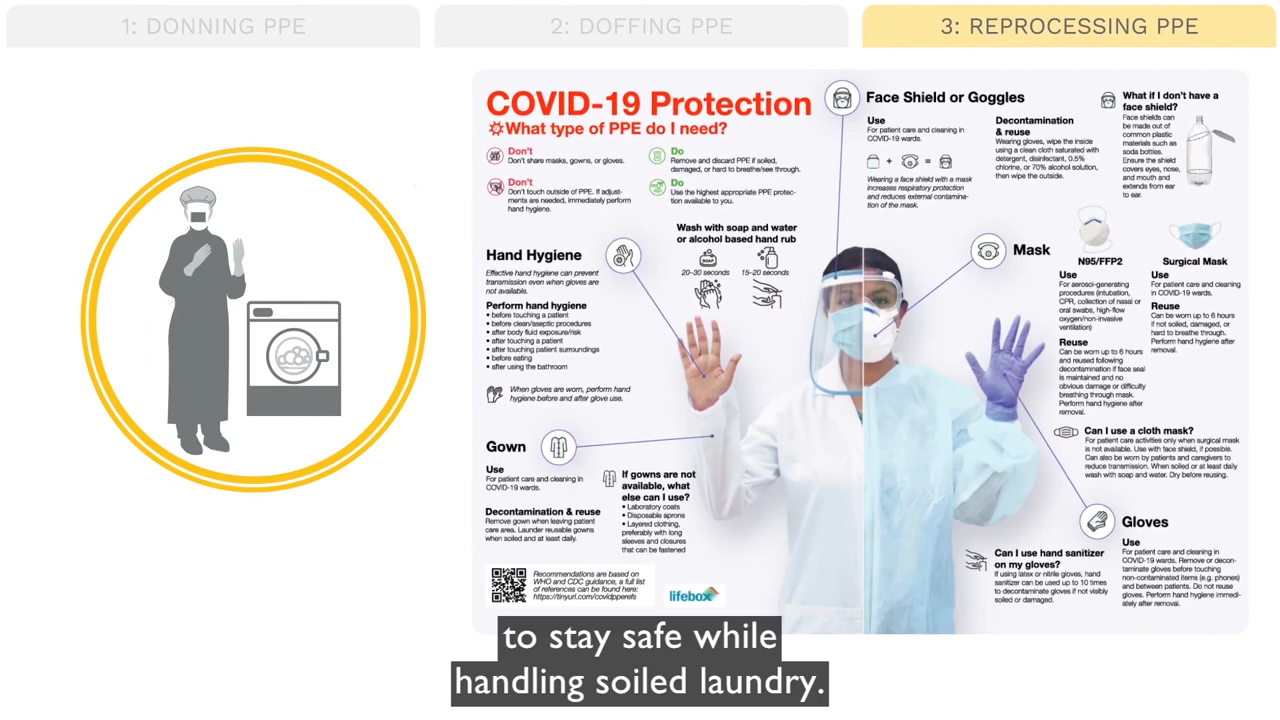 1: DONNING PPE
2: DOFFING PPE
3: REPROCESSING PPE
COVID-19 Protection
What type of PPE do I need?
Don't
Don't share masks, gowns, or gloves.
Do
Remove and discard PPE if soiled,
damaged, or hard to breathe/see through.
Don't
Don't touch outside of PPE. If adjust-
ments are needed, immediately perform
hand hygiene.
Do
Use the highest appropriate PPE protec-
tion available to you.
Hand Hygiene
Effective hand hygiene can prevent
transmission even when gloves are
not available.
Perform hand hygiene
• before touching a patient
• before clean/aseptic procedures
• after body fluid exposure/risk
• after touching a patient
• after touching patient surroundings
• before eating
• after using the bathroom
When gloves are worn, perform hand
hygiene before and after glove use.
Wash with soap and water
or alcohol based hand rub
SOAP
20–30 seconds
15–20 seconds
Gown
Use
For patient care and cleaning in
COVID-19 wards.
Decontamination & reuse
Remove gown when leaving patient
care area. Launder reusable gowns
when soiled and at least daily.
If gowns are not
available, what
else can I use?
• Laboratory coats
• Disposable aprons
• Layered clothing,
preferably with long
sleeves and closures
that can be fastened
Recommendations are based on
WHO and CDC guidance, a full list
of references can be found here:
https://tinyurl.com/covidpperefs
lifebox
Face Shield or Goggles
Use
For patient care and cleaning in
COVID-19 wards.
+ =
Wearing a face shield with a mask
increases respiratory protection
and reduces external contamina-
tion of the mask.
Decontamination
& reuse
Wearing gloves, wipe the inside
using a clean cloth saturated with
detergent, disinfectant, 0.5%
chlorine, or 70% alcohol solution,
then wipe the outside.
What if I don't have a
face shield?
Face shields can
be made out of
common plastic
materials such as
soda bottles.
Ensure the shield
covers eyes, nose,
and mouth and
extends from ear
to ear.
Mask
N95/FFP2
Use
For aerosol-generating
procedures (intubation,
CPR, collection of nasal or
oral swabs, high-flow
oxygen/non-invasive
ventilation)
Reuse
Can be worn up to 6 hours
and reused following
decontamination if face seal
is maintained and no
obvious damage or difficulty
breathing through mask.
Perform hand hygiene after
removal.
Surgical Mask
Use
For patient care and cleaning
in COVID-19 wards.
Reuse
Can be worn up to 6 hours
if not soiled, damaged, or
hard to breathe through.
Perform hand hygiene after
removal.
Can I use a cloth mask?
For patient care activities only when surgical mask
is not available. Use with face shield, if possible.
Can also be worn by patients and caregivers to
reduce transmission. When soiled or at least daily
wash with soap and water. Dry before reusing.
Gloves
Use
For patient care and cleaning in
COVID-19 wards. Remove or decon-
taminate gloves before touching
non-contaminated items (e.g. phones)
and between patients. Do not reuse
gloves. Perform hand hygiene immedi-
ately after removal.
Can I use hand sanitizer
on my gloves?
If using latex or nitrile gloves, hand
sanitizer can be used up to 10 times
to decontaminate gloves if not visibly
soiled or damaged.
to stay safe while
handling soiled laundry.